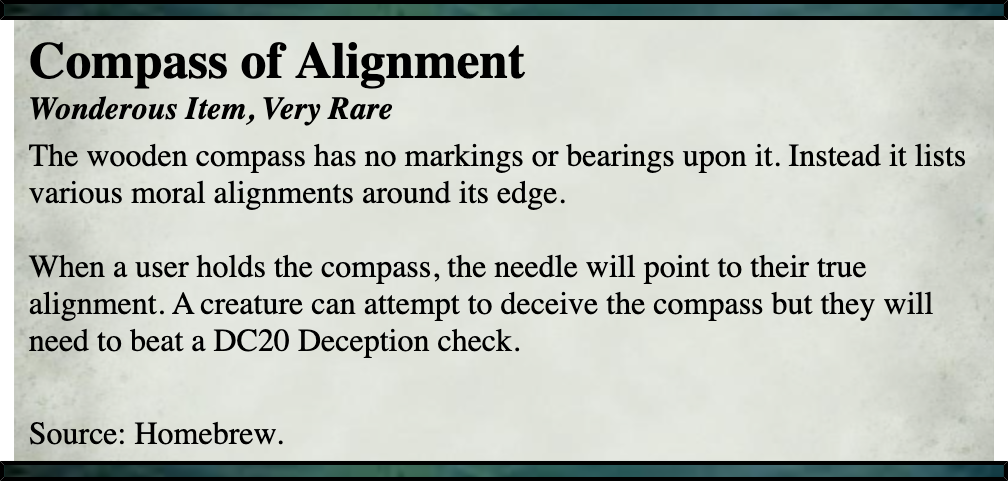 Compass of Alignment
Wonderous Item, Very Rare
The wooden compass has no markings or bearings upon it. Instead it lists
various moral alignments around its edge.
When a user holds the compass, the needle will point to their true
alignment. A creature can attempt to deceive the compass but they will
need to beat a DC20 Deception check.
Source: Homebrew.